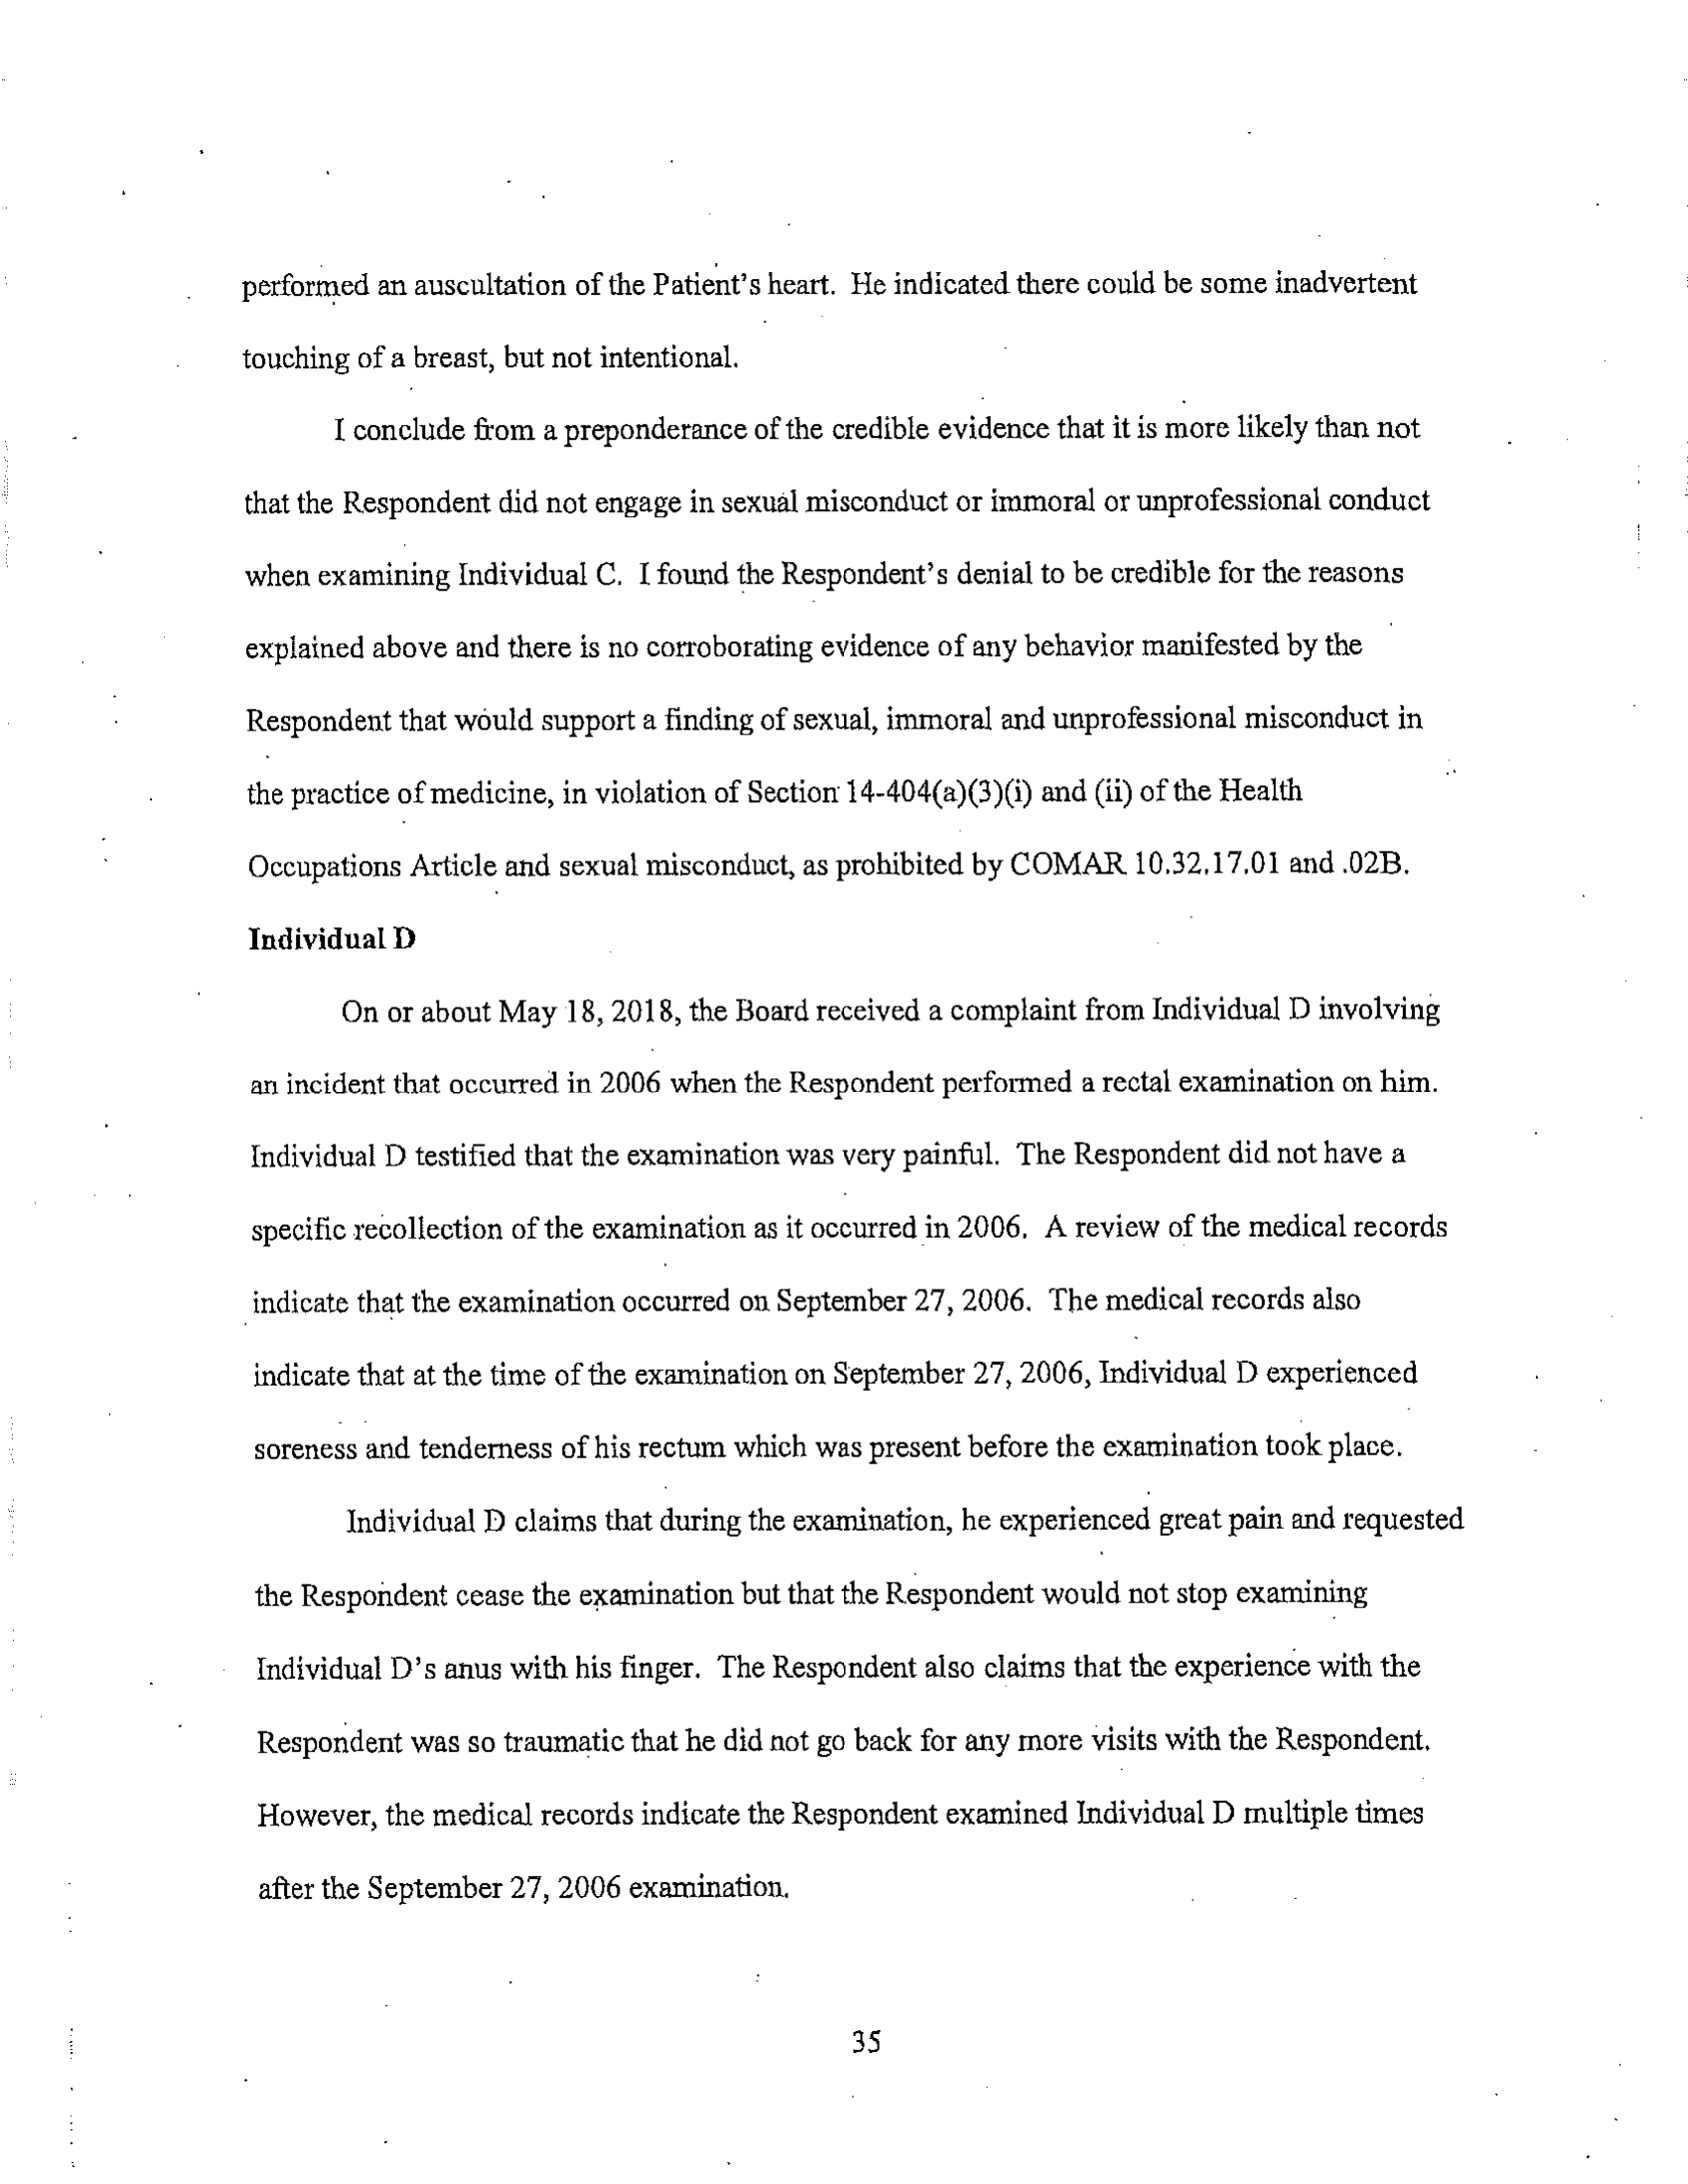 performed an auscultation of the Patient's heart. He indicated there could be some inadvertent
touching of a breast, but not intentional.
I conclude from a preponderance of the credible evidence that it is more likely than not
that the Respondent did not engage in sexual misconduct or immoral or unprofessional conduct
when examining Individual C. I found the Respondent's denial to be credible for the reasons
explained above and there is no corroborating evidence of any behavior manifested by the
Respondent that would support a finding of sexual, immoral and unprofessional misconduct in
the practice of medicine, in violation of Section 14-404(a)(3)(i) and (ii) of the Health
Occupations Article and sexual misconduct, as prohibited by COMAR 10.32.17.01 and .02B.
Individual D
On or about May 18, 2018, the Board received a complaint from Individual D involving
an incident that occurred in 2006 when the Respondent performed a rectal examination on him.
Individual D testified that the examination was very painful. The Respondent did not have a
specific recollection of the examination as it occurred in 2006. A review of the medical records
indicate that the examination occurred on September 27, 2006. The medical records also
indicate that at the time of the examination on September 27, 2006, Individual D experienced
soreness and tenderness of his rectum which was present before the examination took place.
Individual D claims that during the examination, he experienced great pain and requested
the Respondent cease the examination but that the Respondent would not stop examining
Individual D's anus with his finger. The Respondent also claims that the experience with the
Respondent was so traumatic that he did not go back for any more visits with the Respondent.
However, the medical records indicate the Respondent examined Individual D multiple times
after the September 27, 2006 examination.
35